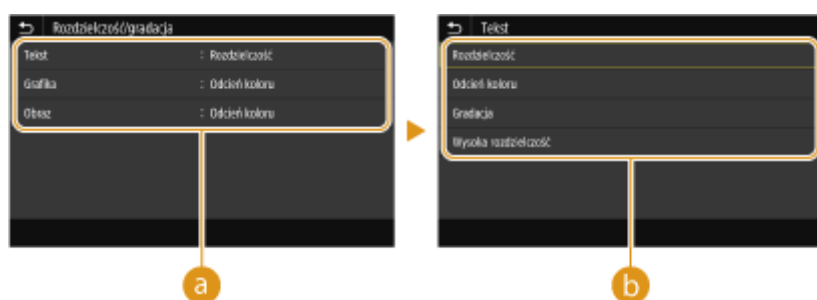 Rozdzielczość/gradacja
Tekst : Rozdzielczość
Grafika : Odcień koloru
Obraz : Odcień koloru
a
Tekst
Rozdzielczość
Odcień koloru
Gradacja
Wysoka rozdzielczość
b